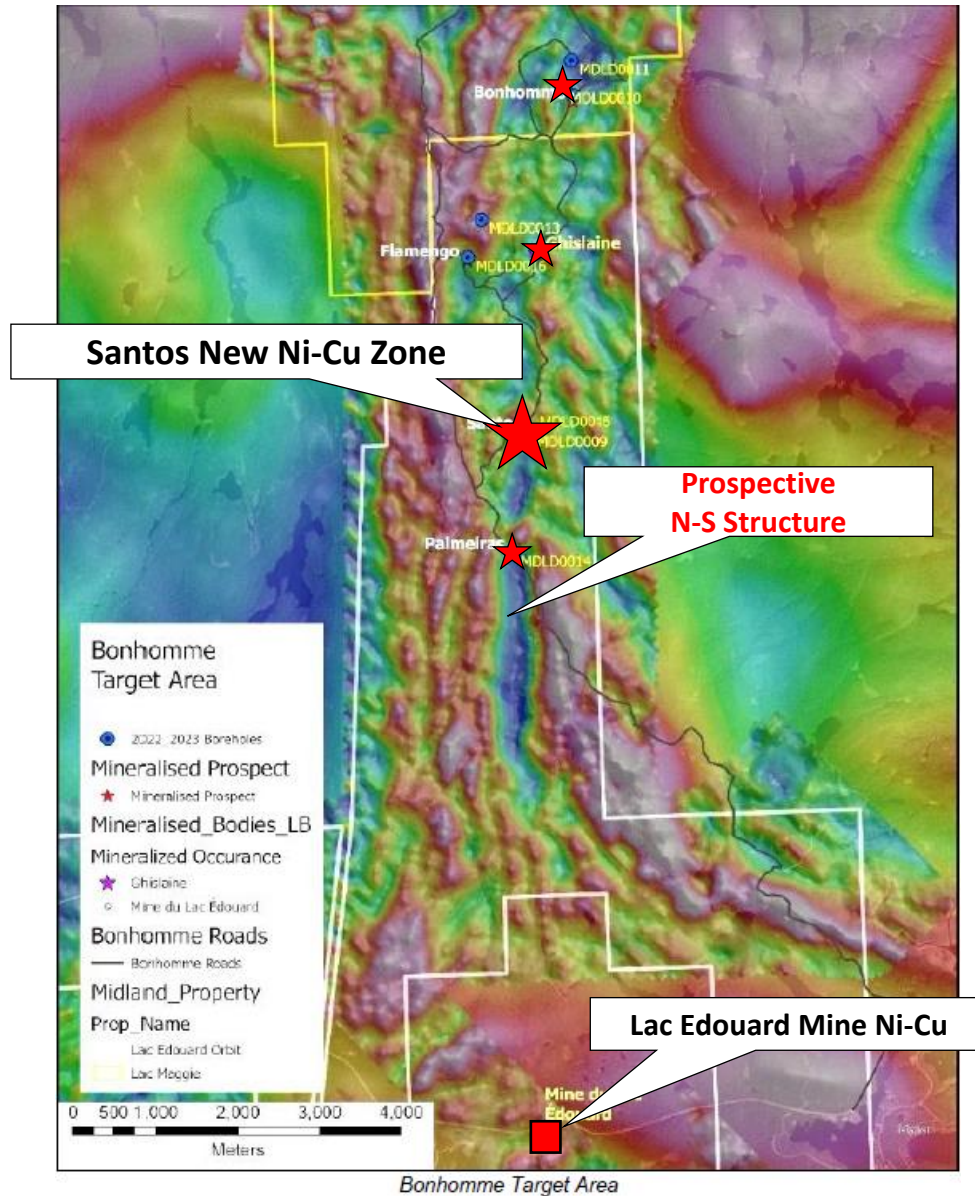 MDLD0011
Bonhomm
MDLD0010
MDLD0013
Ghislaine
Flamengo
MDLD0016
Santos New Ni-Cu Zone
MDLD0015
MDLD0009
Prospective
N-S Structure
Palmeiras
MDLD0014
Bonhomme
Target Area
2022_2023 Boreholes
Mineralised Prospect
Mineralised Prospect
Mineralised_Bodies_LB
Mineralized Occurance
Ghislaine
Mine du Lac Édouard
Bonhomme Roads
Bonhomme Roads
Midland_Property
Prop_Name
Lac Edouard Orbit
Lac Maggie
Lac Edouard Mine Ni-Cu
Mine du
Édouard
0 500 1,000 2,000 3,000 4,000
Meters
Bonhomme Target Area